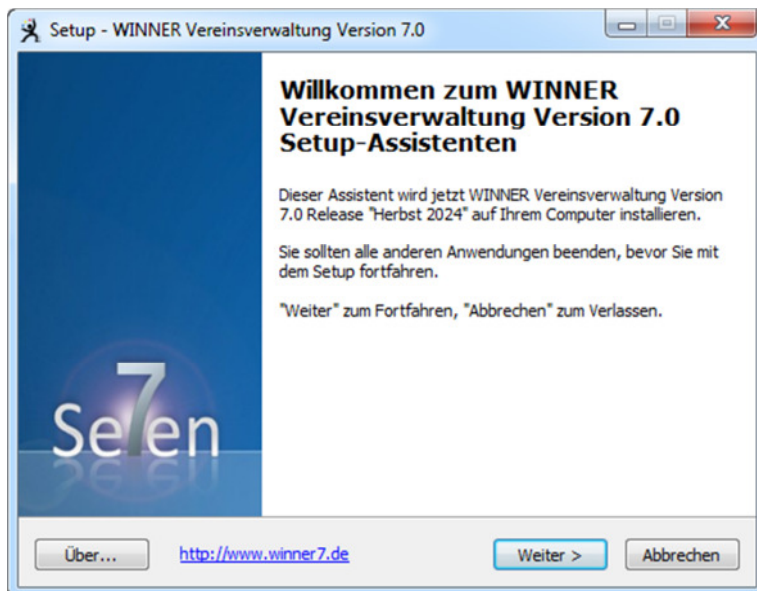 Setup - WINNER Vereinsverwaltung Version 7.0
Willkommen zum WINNER
Vereinsverwaltung Version 7.0
Setup-Assistenten
Dieser Assistent wird jetzt WINNER Vereinsverwaltung Version
7.0 Release "Herbst 2024" auf Ihrem Computer installieren.
Sie sollten alle anderen Anwendungen beenden, bevor Sie mit
dem Setup fortfahren.
"Weiter" zum Fortfahren, "Abbrechen" zum Verlassen.
Se7en
Über...
http://www.winner7.de
Weiter >
Abbrechen